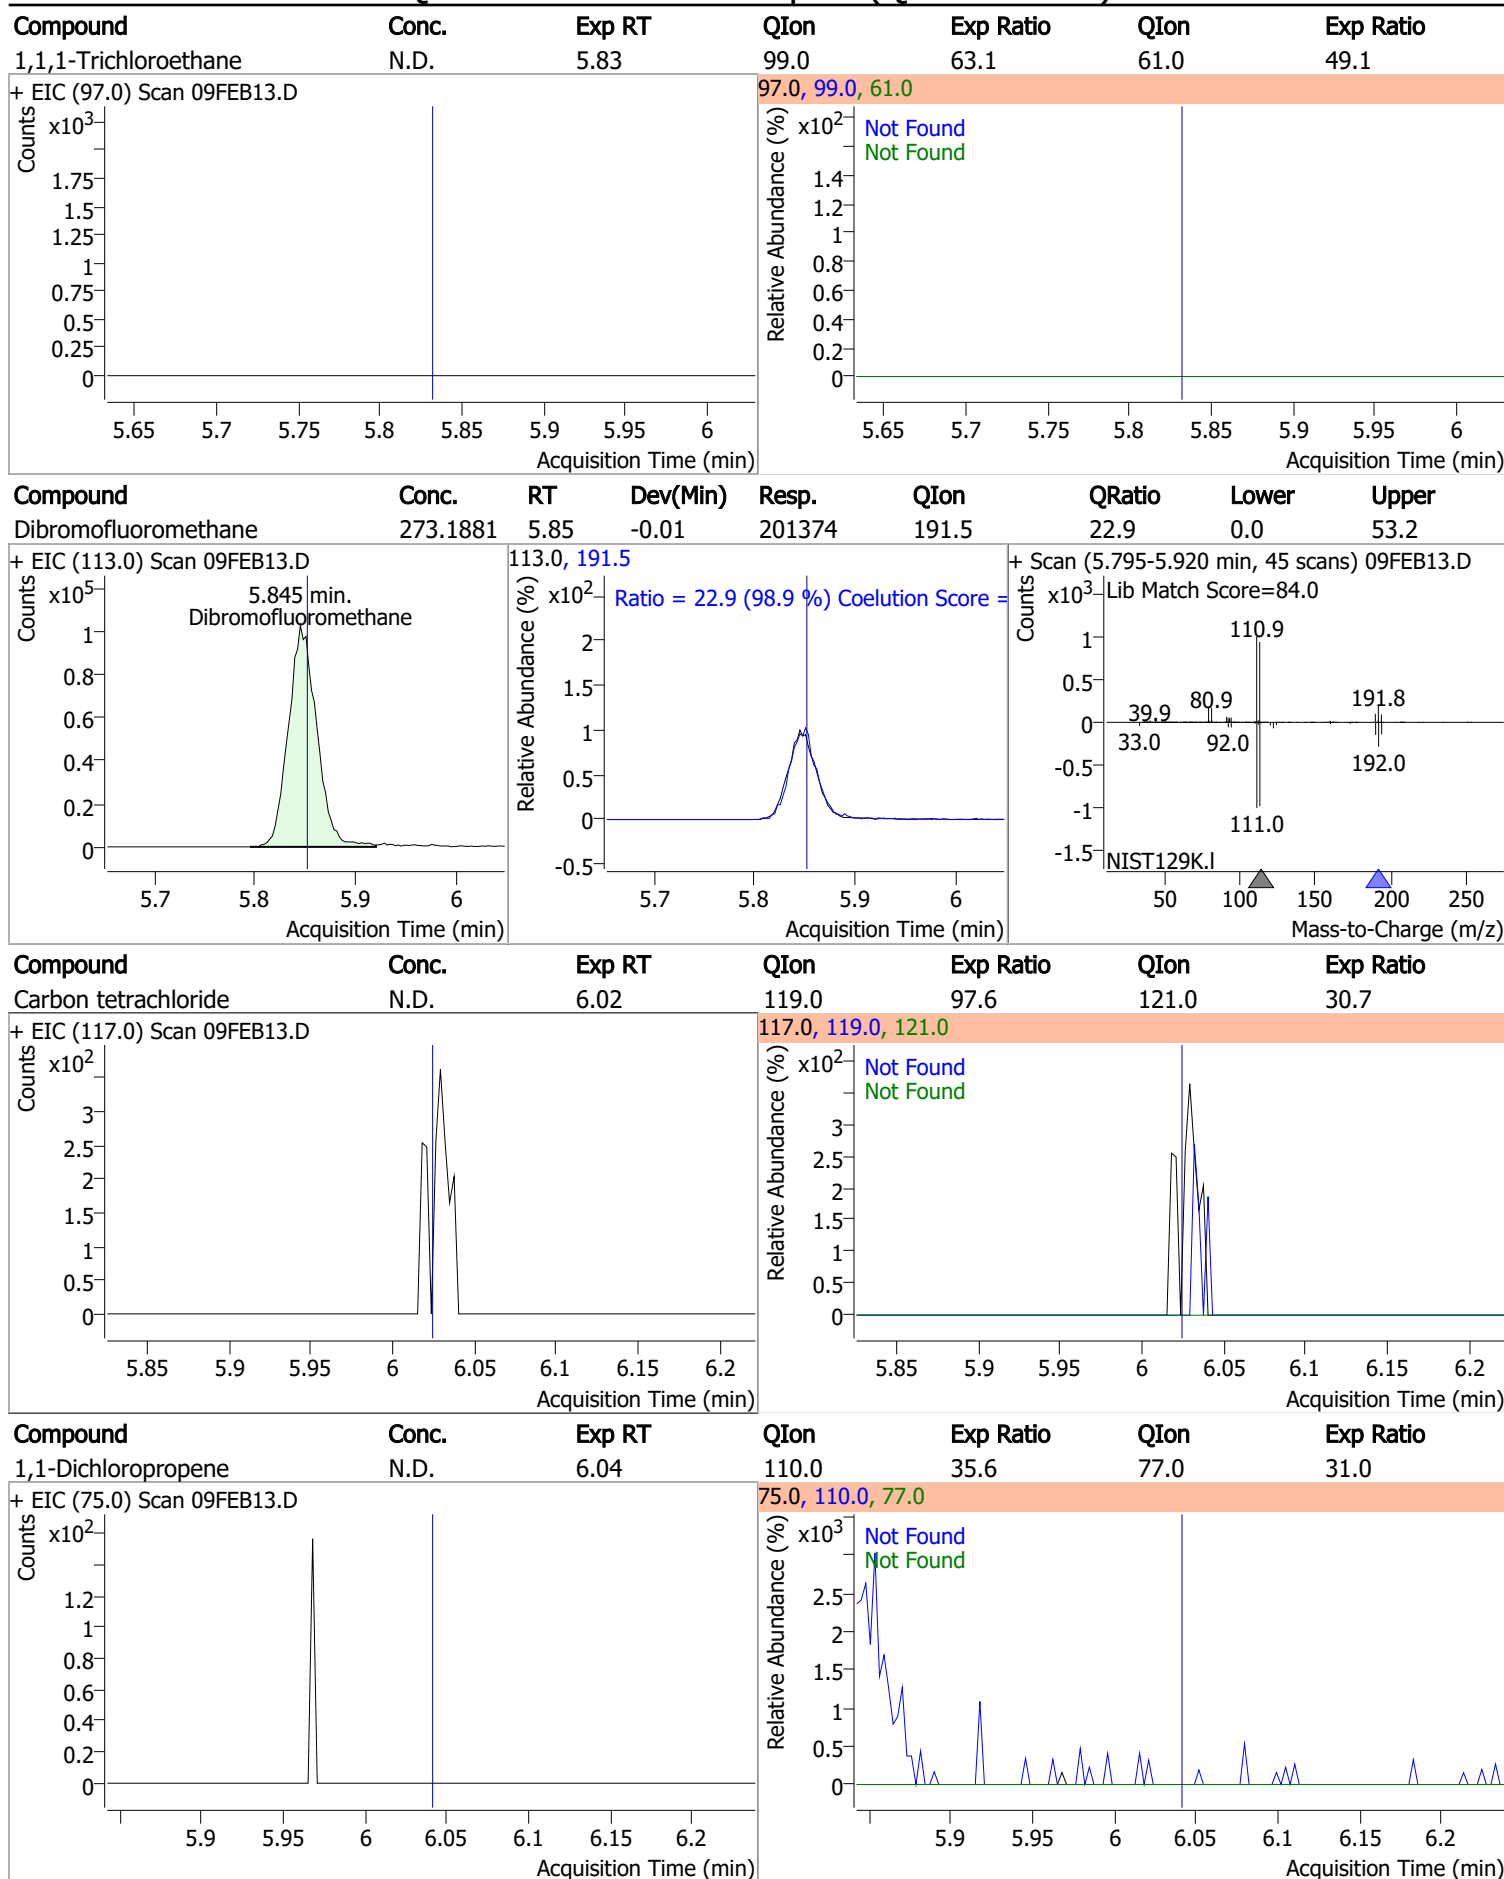 Compound Conc. Exp RT QIon Exp Ratio QIon Exp Ratio
1,1,1-Trichloroethane N.D. 5.83 99.0 63.1 61.0 49.1
+ EIC (97.0) Scan 09FEB13.D
Counts
x10³
1.75
1.5
1.25
1
0.75
0.5
0.25
0
5.65 5.7 5.75 5.8 5.85 5.9 5.95 6
Acquisition Time (min)
97.0, 99.0, 61.0
Relative Abundance (%)
x10²
Not Found
Not Found
1.4
1.2
1
0.8
0.6
0.4
0.2
0
5.65 5.7 5.75 5.8 5.85 5.9 5.95 6
Acquisition Time (min)
Compound Conc. RT Dev(Min) Resp. QIon QRatio Lower Upper
Dibromofluoromethane 273.1881 5.85 -0.01 201374 191.5 22.9 0.0 53.2
+ EIC (113.0) Scan 09FEB13.D
Counts
x10⁵
5.845 min.
Dibromofluoromethane
1
0.8
0.6
0.4
0.2
0
5.7 5.8 5.9 6
Acquisition Time (min)
113.0, 191.5
Relative Abundance (%)
x10²
Ratio = 22.9 (98.9 %) Coelution Score =
2
1.5
1
0.5
0
-0.5
5.7 5.8 5.9 6
Acquisition Time (min)
+ Scan (5.795-5.920 min, 45 scans) 09FEB13.D
Counts
x10³
Lib Match Score=84.0
110.9
1
0.5
0
-0.5
-1
-1.5
39.9 80.9 191.8
33.0 92.0 192.0
111.0
NIST129K.l
50 100 150 200 250
Mass-to-Charge (m/z)
Compound Conc. Exp RT QIon Exp Ratio QIon Exp Ratio
Carbon tetrachloride N.D. 6.02 119.0 97.6 121.0 30.7
+ EIC (117.0) Scan 09FEB13.D
Counts
x10²
3
2.5
2
1.5
1
0.5
0
5.85 5.9 5.95 6 6.05 6.1 6.15 6.2
Acquisition Time (min)
117.0, 119.0, 121.0
Relative Abundance (%)
x10²
Not Found
Not Found
3
2.5
2
1.5
1
0.5
0
5.85 5.9 5.95 6 6.05 6.1 6.15 6.2
Acquisition Time (min)
Compound Conc. Exp RT QIon Exp Ratio QIon Exp Ratio
1,1-Dichloropropene N.D. 6.04 110.0 35.6 77.0 31.0
+ EIC (75.0) Scan 09FEB13.D
Counts
x10²
1.2
1
0.8
0.6
0.4
0.2
0
5.9 5.95 6 6.05 6.1 6.15 6.2
Acquisition Time (min)
75.0, 110.0, 77.0
Relative Abundance (%)
x10³
Not Found
Not Found
2.5
2
1.5
1
0.5
0
5.9 5.95 6 6.05 6.1 6.15 6.2
Acquisition Time (min)